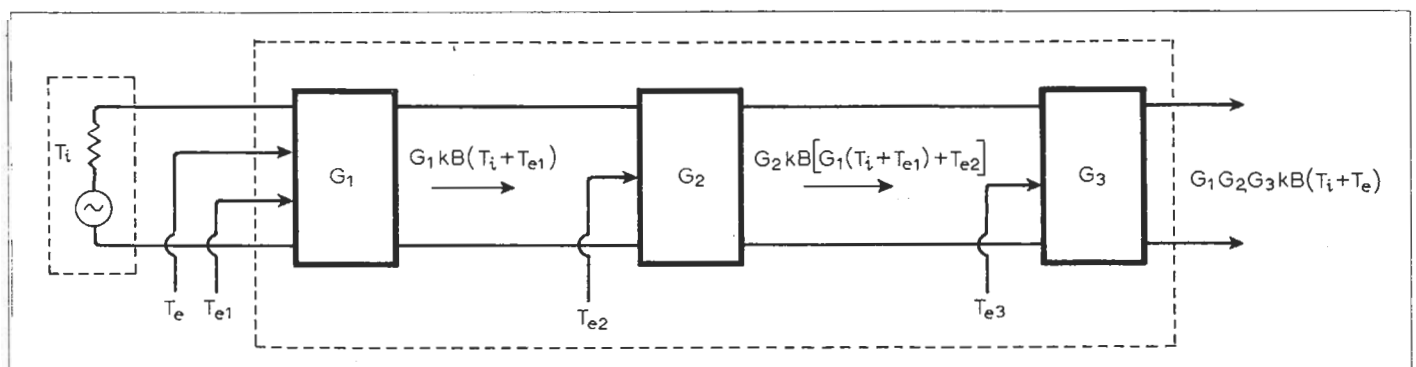 Tᵢ
G₁
G₁kB(Tᵢ+Tₑ₁)
G₂
G₂kB[G₁(Tᵢ+Tₑ₁)+Tₑ₂]
G₃
G₁G₂G₃kB(Tᵢ+Tₑ)
Tₑ
Tₑ₁
Tₑ₂
Tₑ₃